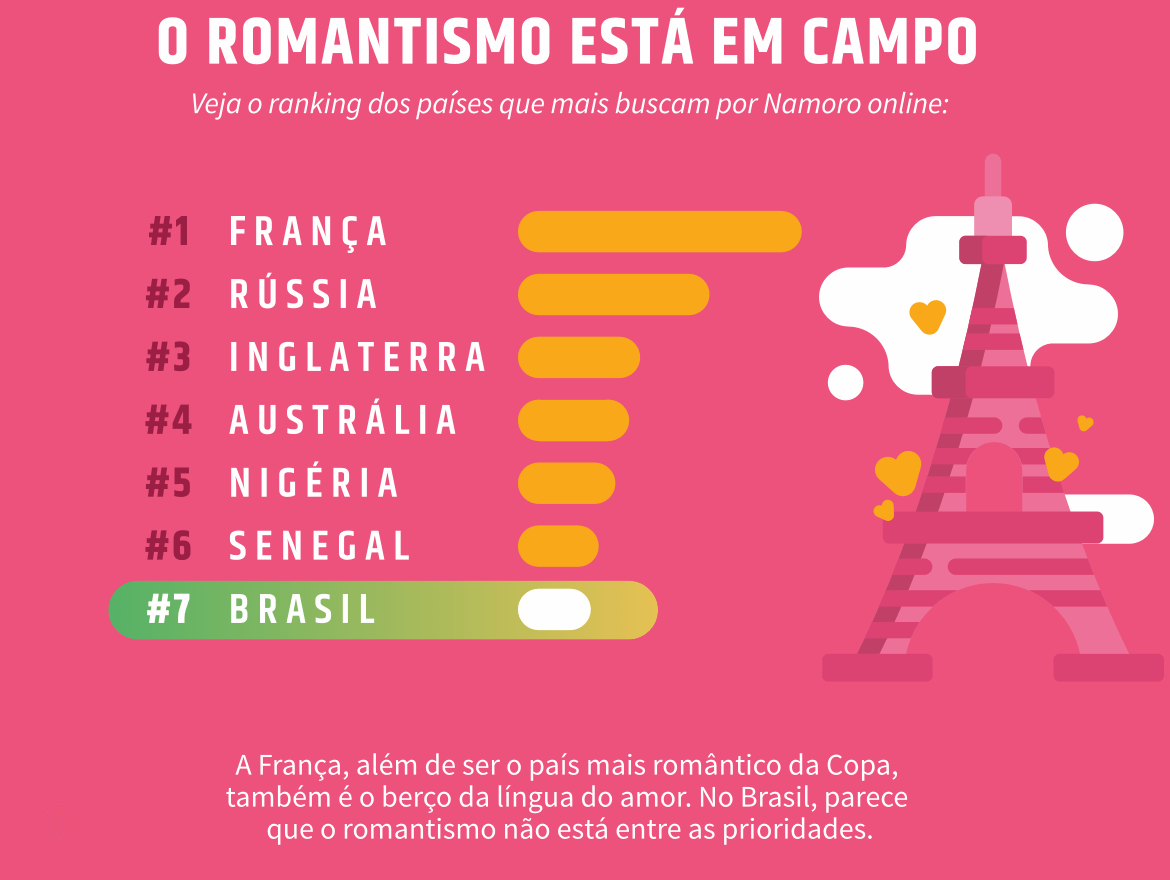 O ROMANTISMO ESTÁ EM CAMPO
Veja o ranking dos países que mais buscam por Namoro online:
#1 FRANÇA
#2 RÚSSIA
#3 INGLATERRA
#4 AUSTRÁLIA
#5 NIGÉRIA
#6 SENEGAL
#7 BRASIL
A França, além de ser o país mais romântico da Copa,
também é o berço da língua do amor. No Brasil, parece
que o romantismo não está entre as prioridades.